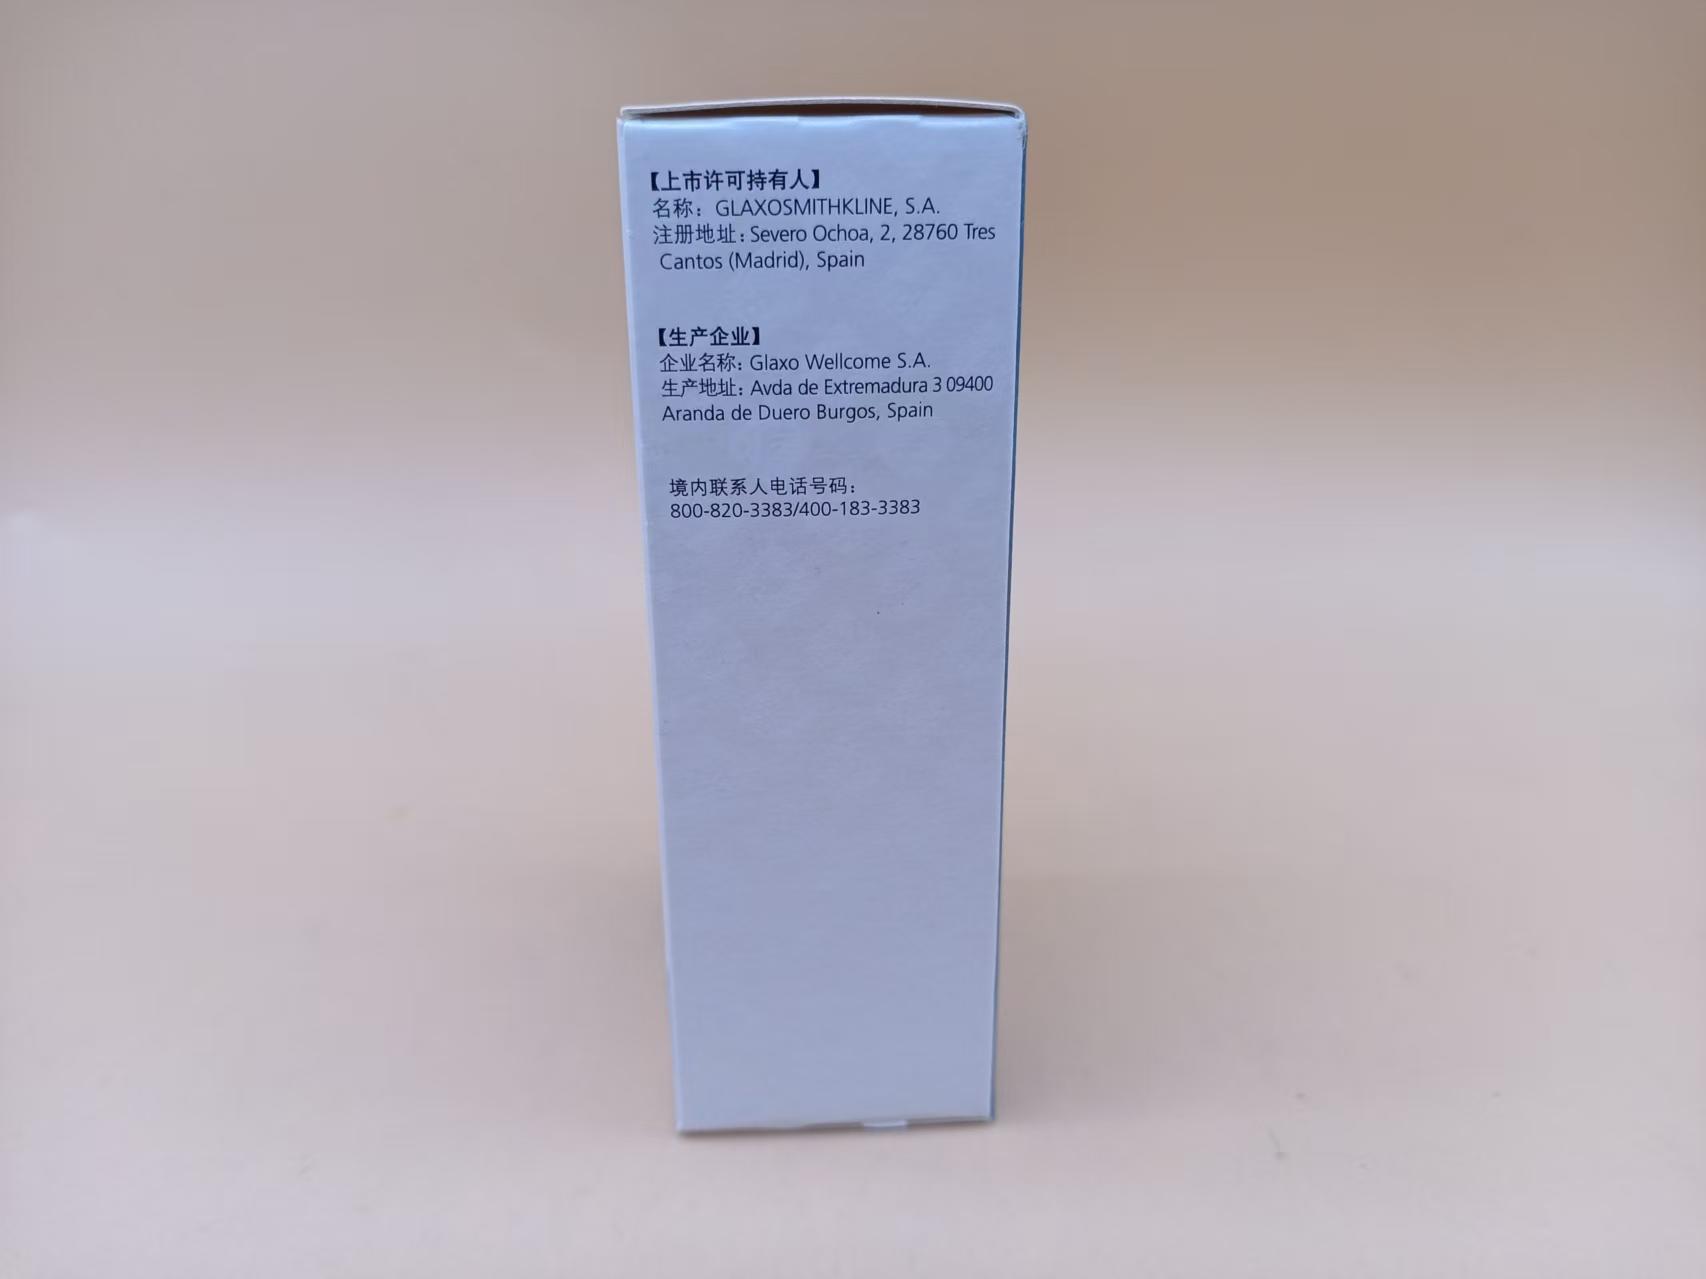 【上市许可持有人】
名称：GLAXOSMITHKLINE, S.A.
注册地址：Severo Ochoa, 2, 28760 Tres
Cantos (Madrid), Spain
【生产企业】
企业名称：Glaxo Wellcome S.A.
生产地址：Avda de Extremadura 3 09400
Aranda de Duero Burgos, Spain
境内联系人电话号码：
800-820-3383/400-183-3383